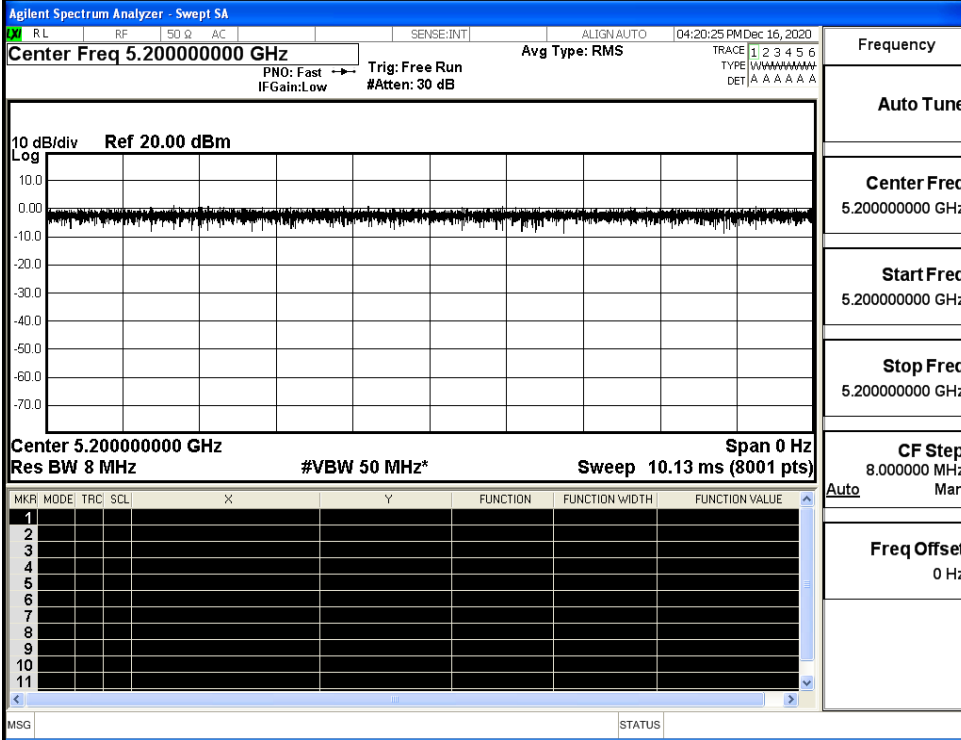 Agilent Spectrum Analyzer - Swept SA
LXI RL RF 50 Ω AC SENSE:INT ALIGN AUTO 04:20:25 PM Dec 16, 2020
Center Freq 5.200000000 GHz
PNO: Fast
IFGain:Low
Trig: Free Run
#Atten: 30 dB
Avg Type: RMS
TRACE 1 2 3 4 5 6
TYPE WWWWWW
DET A A A A A A
10 dB/div Ref 20.00 dBm
Log
10.0
0.00
-10.0
-20.0
-30.0
-40.0
-50.0
-60.0
-70.0
Center 5.200000000 GHz Span 0 Hz
Res BW 8 MHz #VBW 50 MHz* Sweep 10.13 ms (8001 pts)
MKR MODE TRC SCL X Y FUNCTION FUNCTION WIDTH FUNCTION VALUE
1
2
3
4
5
6
7
8
9
10
11
MSG STATUS
Frequency
Auto Tune
Center Freq
5.200000000 GHz
Start Freq
5.200000000 GHz
Stop Freq
5.200000000 GHz
CF Step
8.000000 MHz
Auto Man
Freq Offset
0 Hz